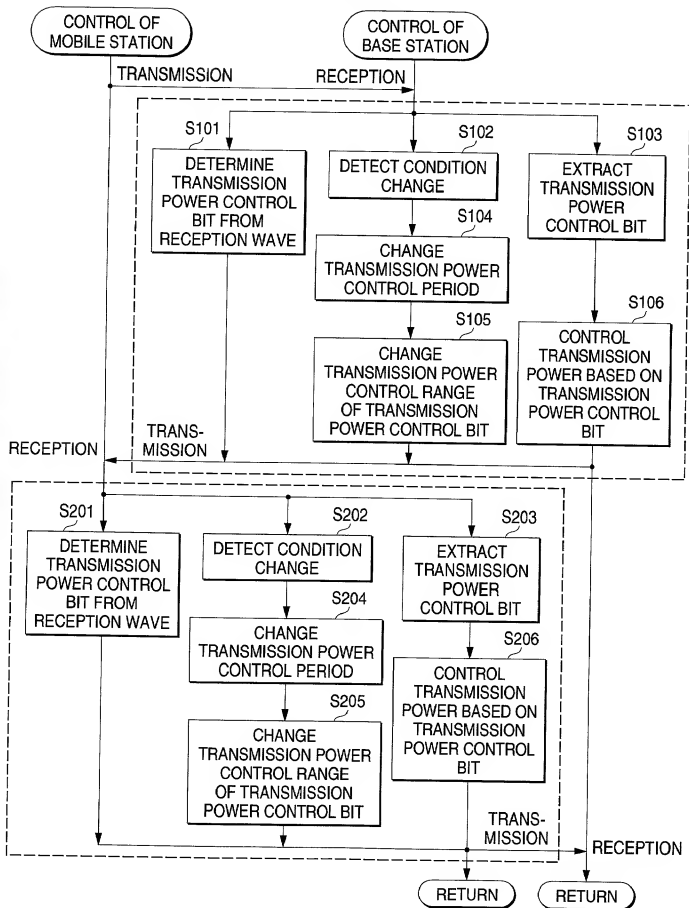 CONTROL OF
MOBILE STATION
CONTROL OF
BASE STATION
TRANSMISSION
RECEPTION
S101
DETERMINE
TRANSMISSION
POWER CONTROL
BIT FROM
RECEPTION WAVE
S102
DETECT CONDITION
CHANGE
S103
EXTRACT
TRANSMISSION
POWER
CONTROL BIT
S104
CHANGE
TRANSMISSION POWER
CONTROL PERIOD
S105
CHANGE
TRANSMISSION POWER
CONTROL RANGE
OF TRANSMISSION
POWER CONTROL BIT
S106
CONTROL
TRANSMISSION
POWER BASED ON
TRANSMISSION
POWER CONTROL
BIT
TRANS-
MISSION
RECEPTION
S201
DETERMINE
TRANSMISSION
POWER CONTROL
BIT FROM
RECEPTION WAVE
S202
DETECT CONDITION
CHANGE
S203
EXTRACT
TRANSMISSION
POWER
CONTROL BIT
S204
CHANGE
TRANSMISSION POWER
CONTROL PERIOD
S205
CHANGE
TRANSMISSION POWER
CONTROL RANGE
OF TRANSMISSION
POWER CONTROL BIT
S206
CONTROL
TRANSMISSION
POWER BASED ON
TRANSMISSION
POWER CONTROL
BIT
TRANS-
MISSION
RECEPTION
RETURN
RETURN